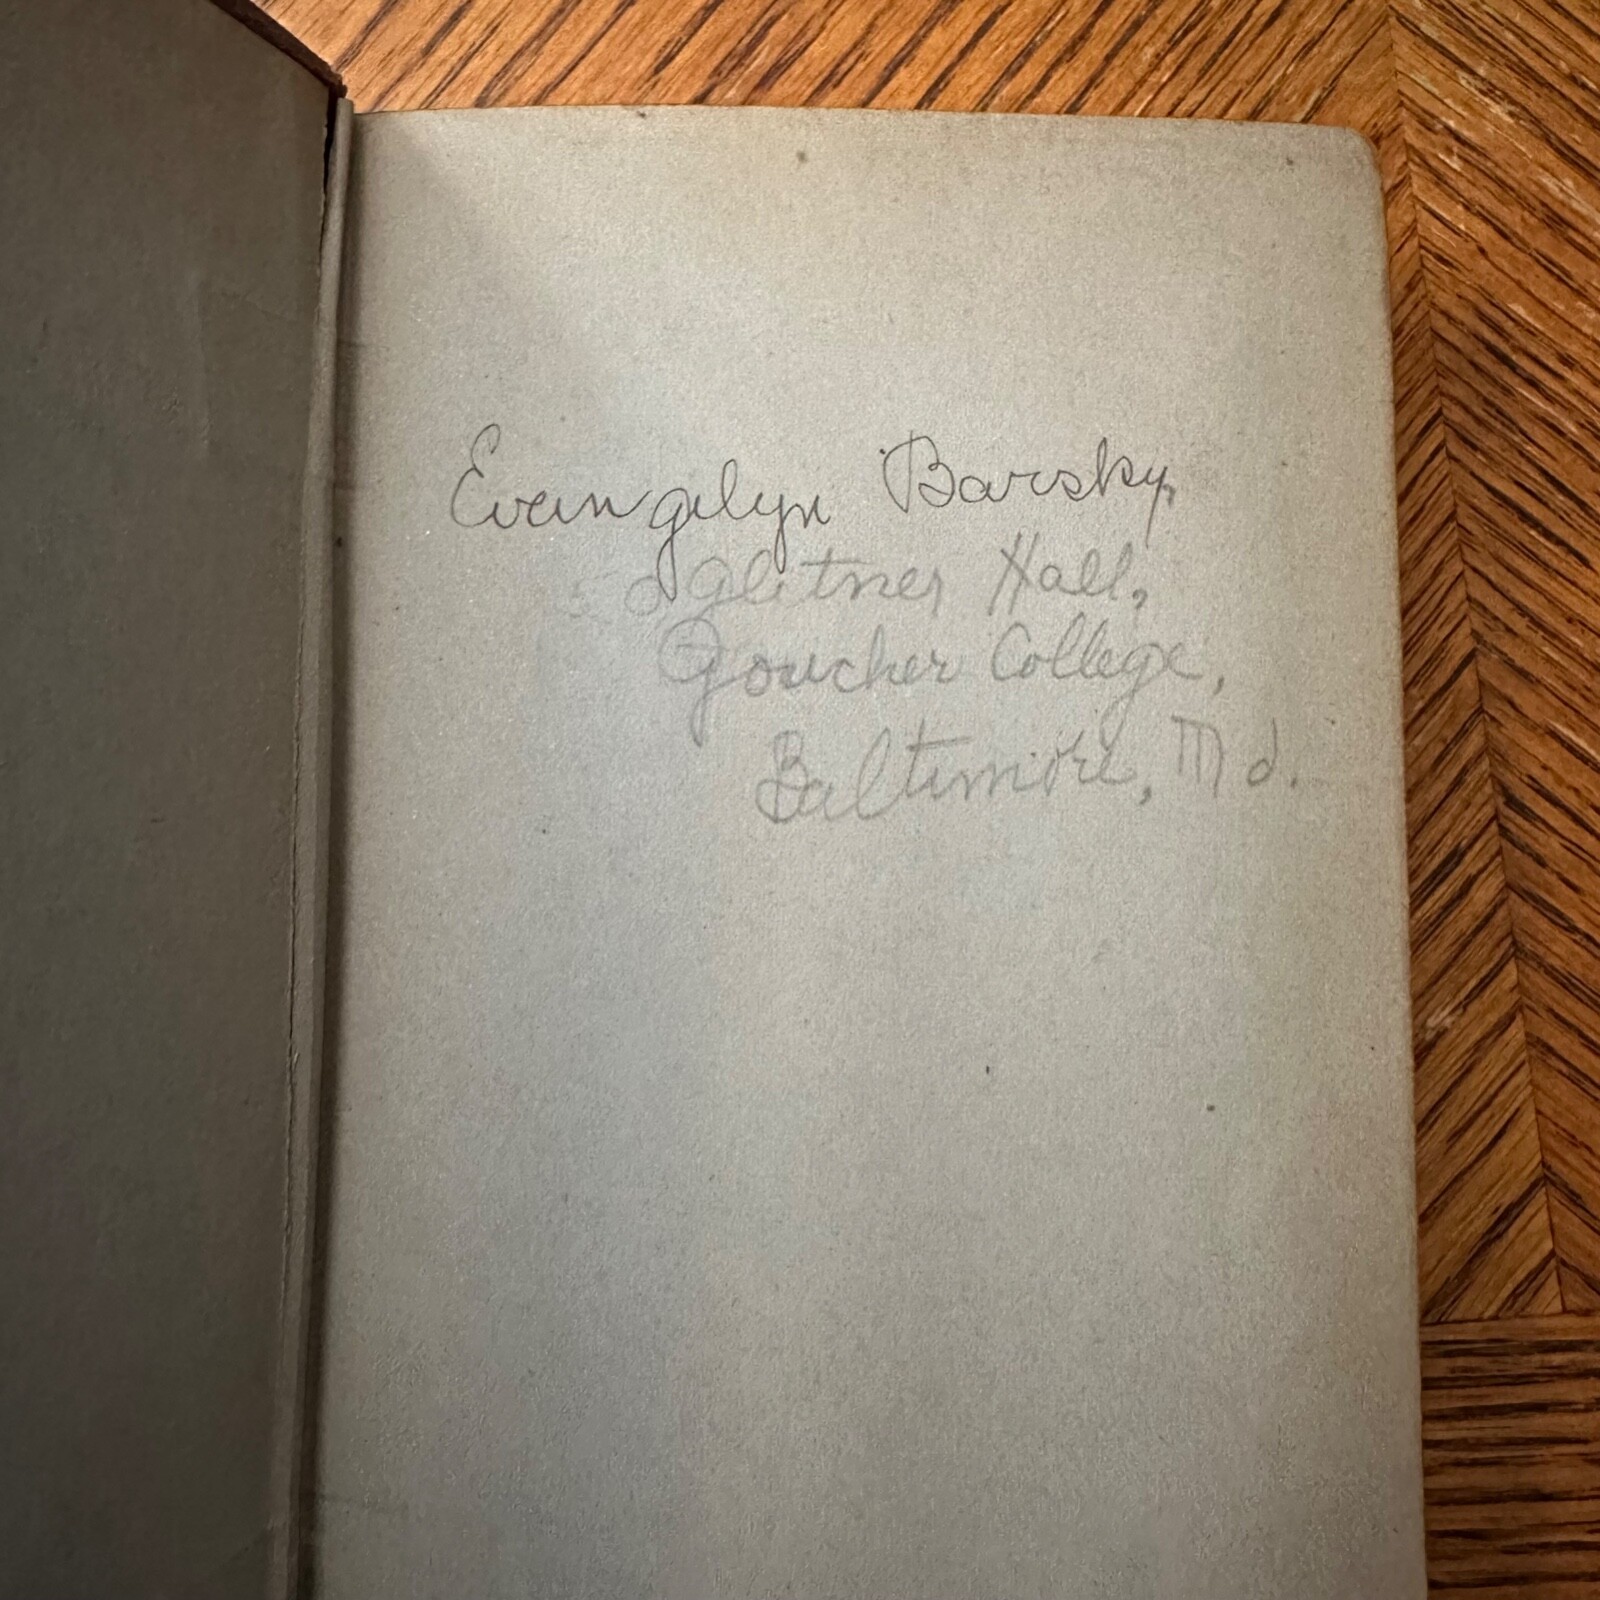 Evangelyn Barsky,
Glitner Hall,
Goucher College,
Baltimore, Md.